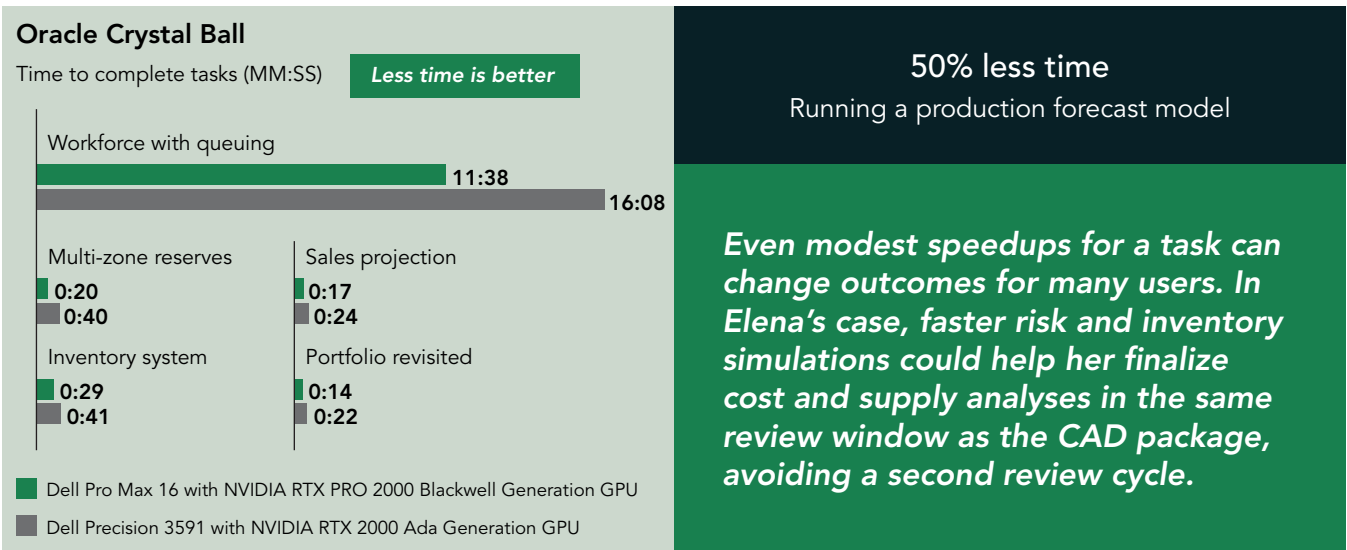 Oracle Crystal Ball
Time to complete tasks (MM:SS)
Less time is better
Workforce with queuing
11:38
16:08
Multi-zone reserves
0:20
0:40
Sales projection
0:17
0:24
Inventory system
0:29
0:41
Portfolio revisited
0:14
0:22
Dell Pro Max 16 with NVIDIA RTX PRO 2000 Blackwell Generation GPU
Dell Precision 3591 with NVIDIA RTX 2000 Ada Generation GPU
50% less time
Running a production forecast model
Even modest speedups for a task can
change outcomes for many users. In
Elena’s case, faster risk and inventory
simulations could help her finalize
cost and supply analyses in the same
review window as the CAD package,
avoiding a second review cycle.